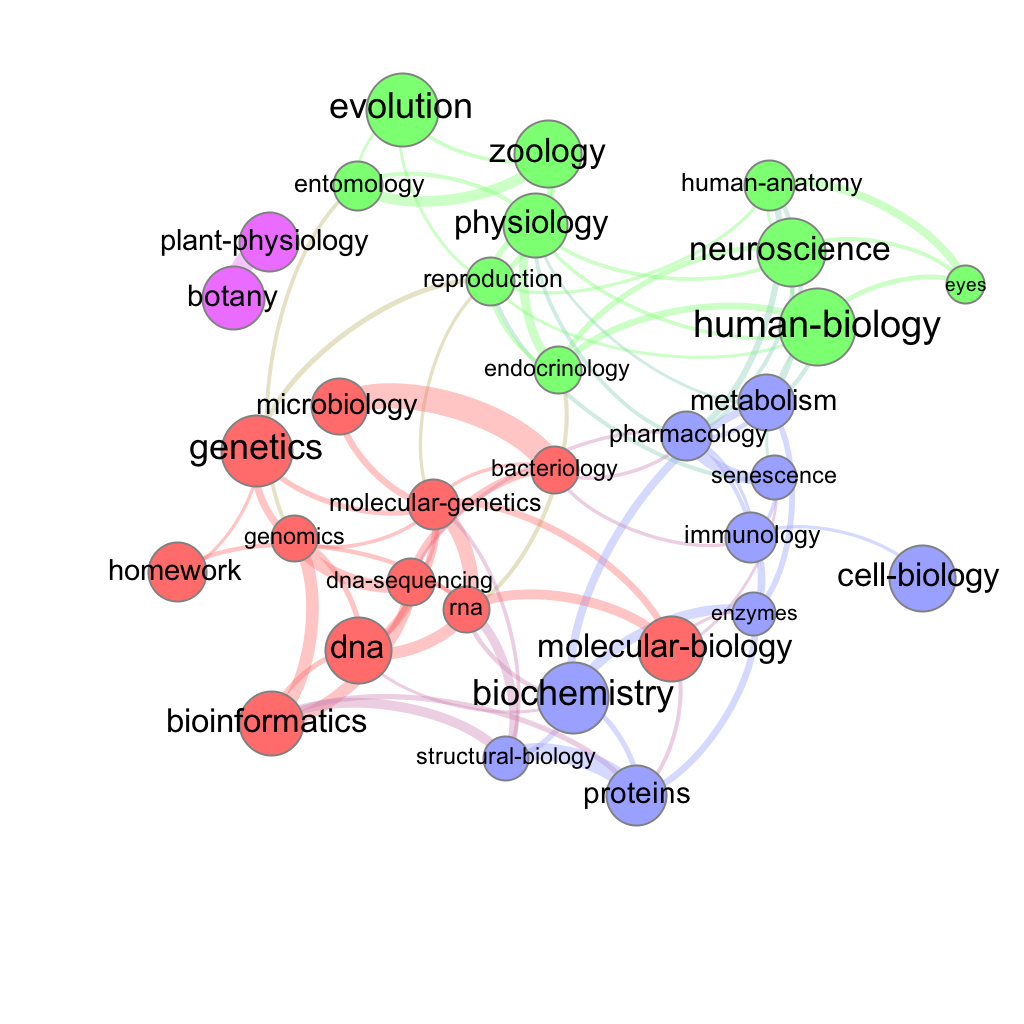 evolution
zoology
entomology
human-anatomy
physiology
plant-physiology
neuroscience
reproduction
eyes
botany
human-biology
endocrinology
metabolism
microbiology
pharmacology
genetics
bacteriology
senescence
molecular-genetics
genomics
immunology
homework
dna-sequencing
cell-biology
rna
enzymes
dna
molecular-biology
biochemistry
bioinformatics
structural-biology
proteins